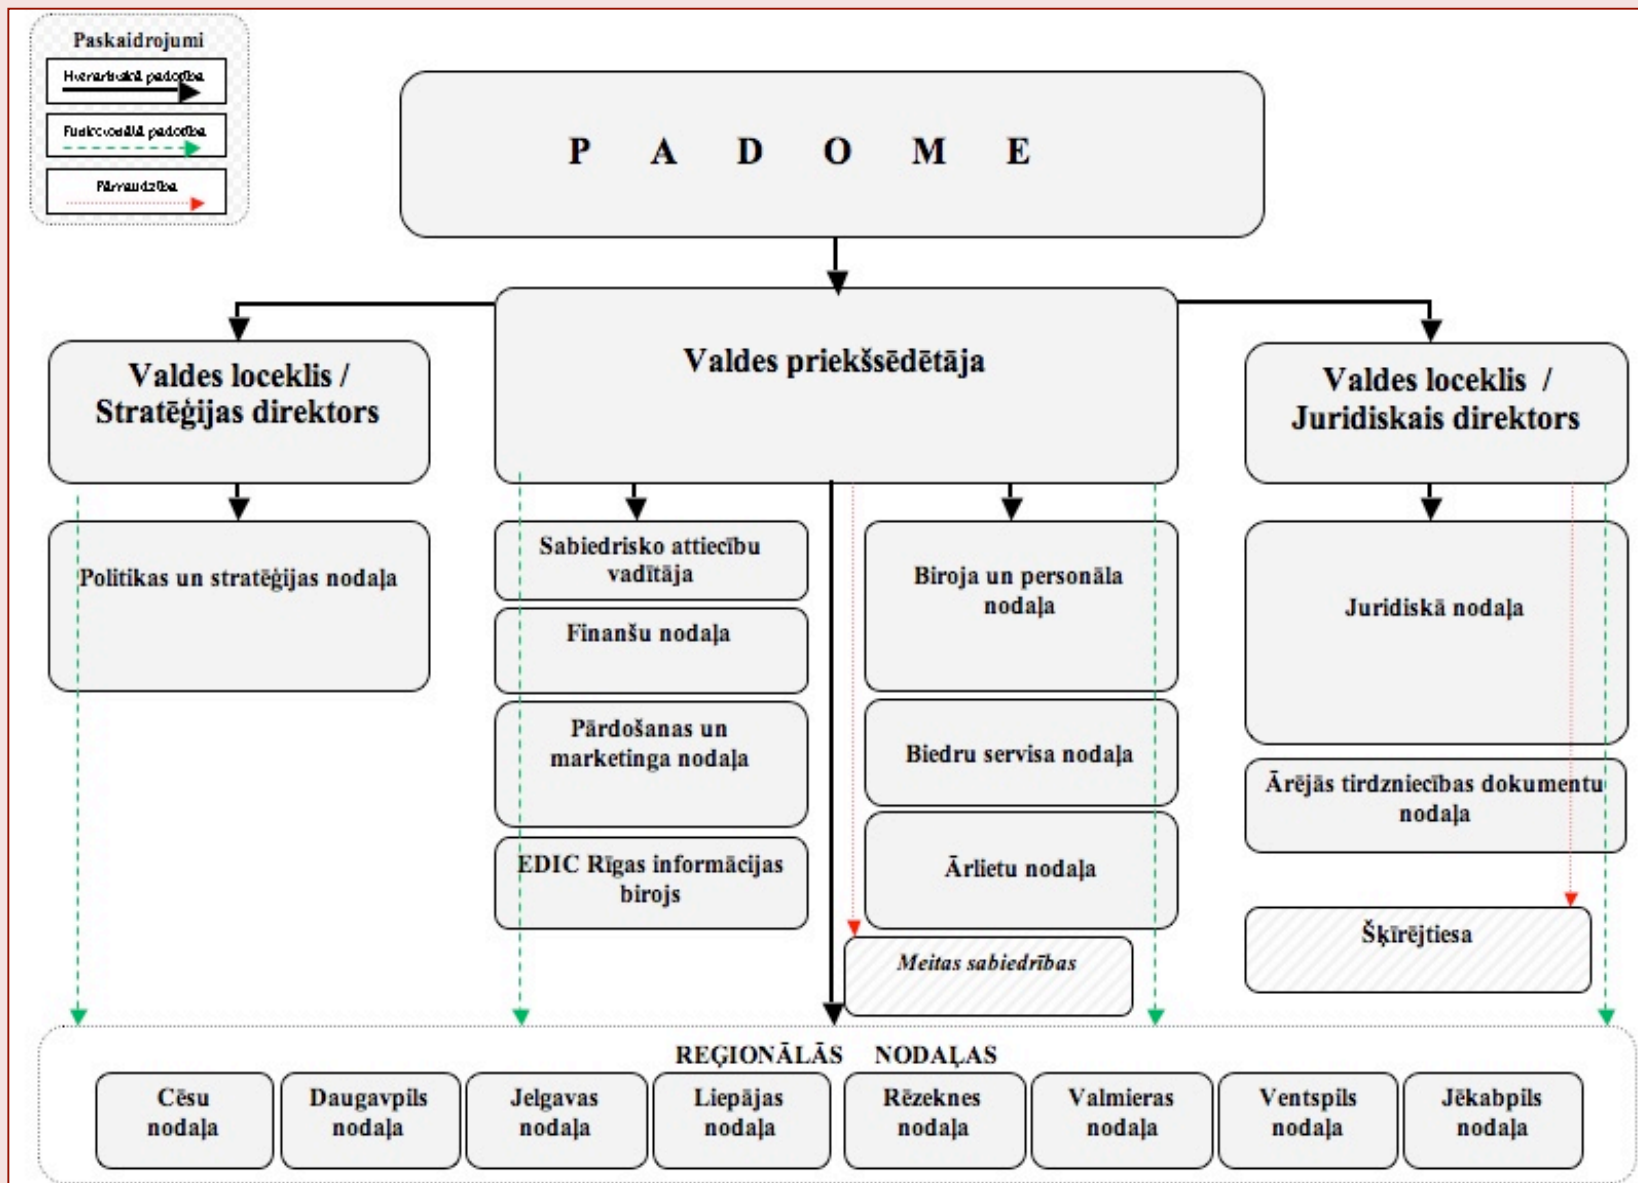 Paskaidrojumi
Hierarhiskā padotība
Funkcionālā padotība
Pārraudzība
P A D O M E
Valdes priekšsēdētāja
Valdes loceklis /
Stratēģijas direktors
Valdes loceklis /
Juridiskais direktors
Politikas un stratēģijas nodaļa
Sabiedrisko attiecību
vadītāja
Finanšu nodaļa
Pārdošanas un
marketinga nodaļa
EDIC Rīgas informācijas
birojs
Biroja un personāla
nodaļa
Biedru servisa nodaļa
Ārlietu nodaļa
Meitas sabiedrības
Juridiskā nodaļa
Ārējās tirdzniecības dokumentu
nodaļa
Šķīrējtiesa
REĢIONĀLĀS NODAĻAS
Cēsu
nodaļa
Daugavpils
nodaļa
Jelgavas
nodaļa
Liepājas
nodaļa
Rēzeknes
nodaļa
Valmieras
nodaļa
Ventspils
nodaļa
Jēkabpils
nodaļa